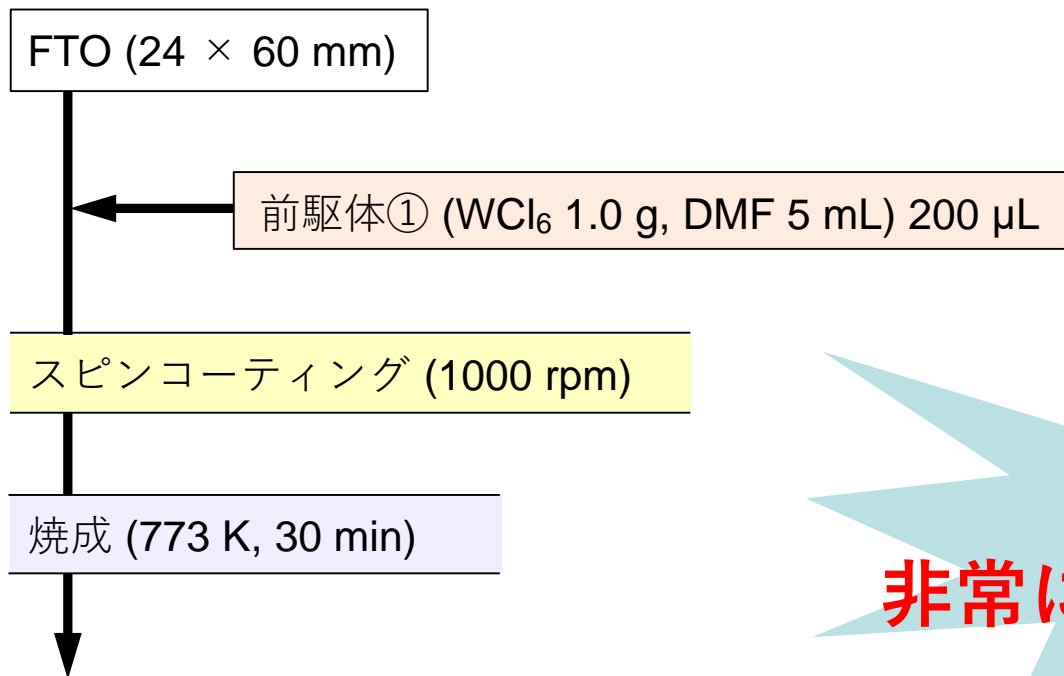 FTO (24 × 60 mm)
前駆体① (WCl₆ 1.0 g, DMF 5 mL) 200 μL
スピンコーティング (1000 rpm)
焼成 (773 K, 30 min)
非常に